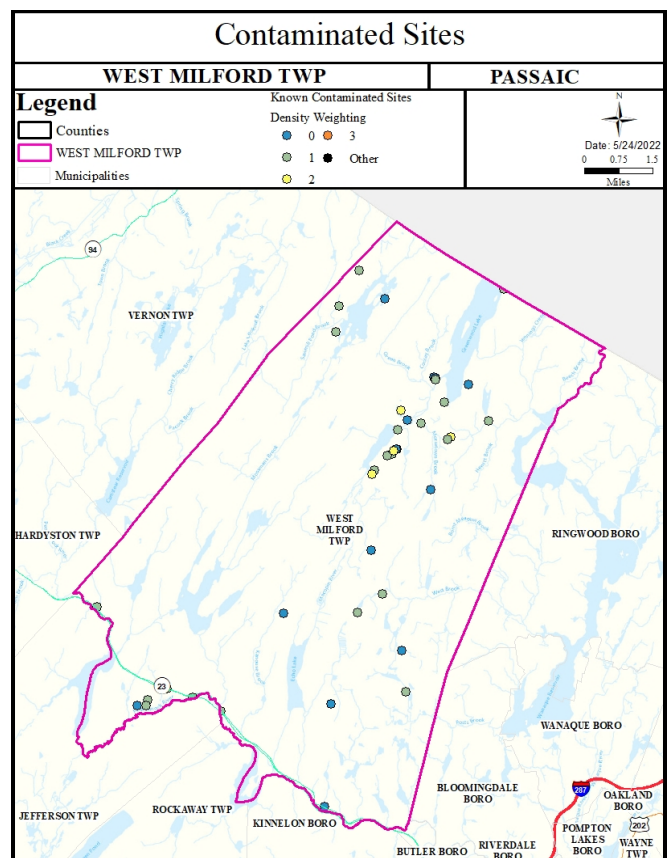 Contaminated Sites
WEST MILFORD TWP
PASSAIC
Legend
Counties
WEST MILFORD TWP
Municipalities
Known Contaminated Sites
Density Weighting
0
3
1
Other
2
N
Date: 5/24/2022
0 0.75 1.5
Miles
94
VERNON TWP
WEST
MILFORD
TWP
HARDYSTON TWP
RINGWOOD BORO
23
WANAQUE BORO
BLOOMINGDALE
BORO
287
OAKLAND
BORO
JEFFERSON TWP
ROCKAWAY TWP
KINNELON BORO
202
POMPTON
LAKES
BORO
WAYNE
TWP
BUTLER BORO
RIVERDALE
BORO